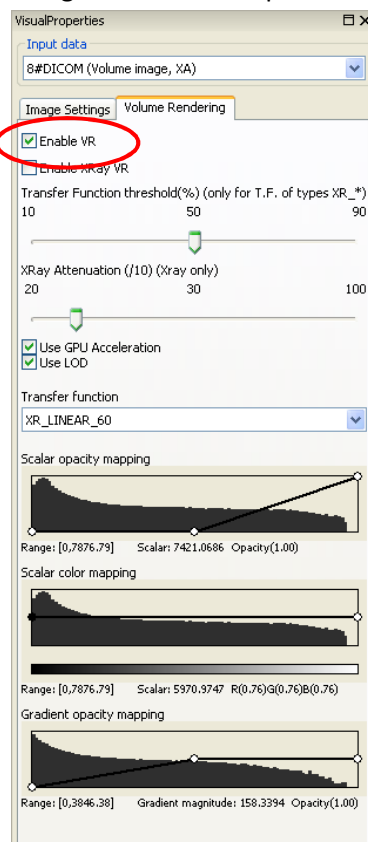 VisualProperties
Input data
8#DICOM (Volume image, XA)
Image Settings Volume Rendering
Enable VR
Enable XRay VR
Transfer Function threshold(%) (only for T.F. of types XR_*)
10 50 90
XRay Attenuation (/10) (Xray only)
20 30 100
Use GPU Acceleration
Use LOD
Transfer function
XR_LINEAR_60
Scalar opacity mapping
Range: [0,7876.79] Scalar: 7421.0686 Opacity(1.00)
Scalar color mapping
Range: [0,7876.79] Scalar: 5970.9747 R(0.76)G(0.76)B(0.76)
Gradient opacity mapping
Range: [0,3846.38] Gradient magnitude: 158.3394 Opacity(1.00)